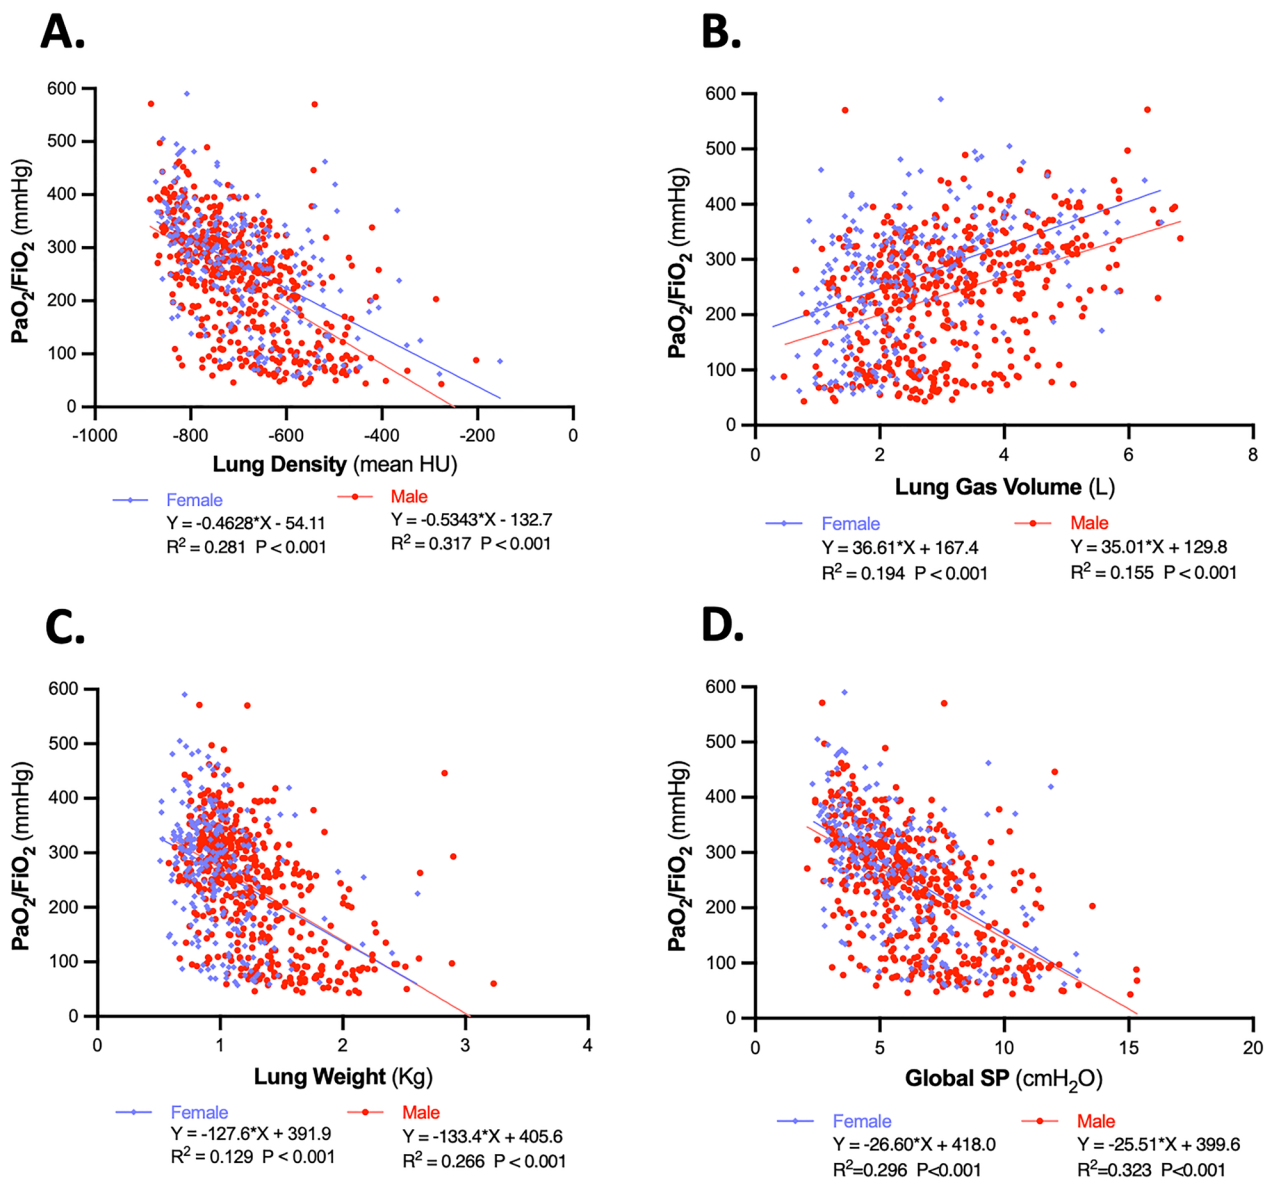 A.
PaO2/FiO2 (mmHg)
600
500
400
300
200
100
0
-1000 -800 -600 -400 -200 0
Lung Density (mean HU)
Female
Y = -0.4628*X - 54.11
R2 = 0.281 P < 0.001
Male
Y = -0.5343*X - 132.7
R2 = 0.317 P < 0.001
B.
PaO2/FiO2 (mmHg)
600
500
400
300
200
100
0
0 2 4 6 8
Lung Gas Volume (L)
Female
Y = 36.61*X + 167.4
R2 = 0.194 P < 0.001
Male
Y = 35.01*X + 129.8
R2 = 0.155 P < 0.001
C.
PaO2/FiO2 (mmHg)
600
500
400
300
200
100
0
0 1 2 3 4
Lung Weight (Kg)
Female
Y = -127.6*X + 391.9
R2 = 0.129 P < 0.001
Male
Y = -133.4*X + 405.6
R2 = 0.266 P < 0.001
D.
PaO2/FiO2 (mmHg)
600
500
400
300
200
100
0
0 5 10 15 20
Global SP (cmH2O)
Female
Y = -26.60*X + 418.0
R2=0.296 P<0.001
Male
Y = -25.51*X + 399.6
R2=0.323 P<0.001